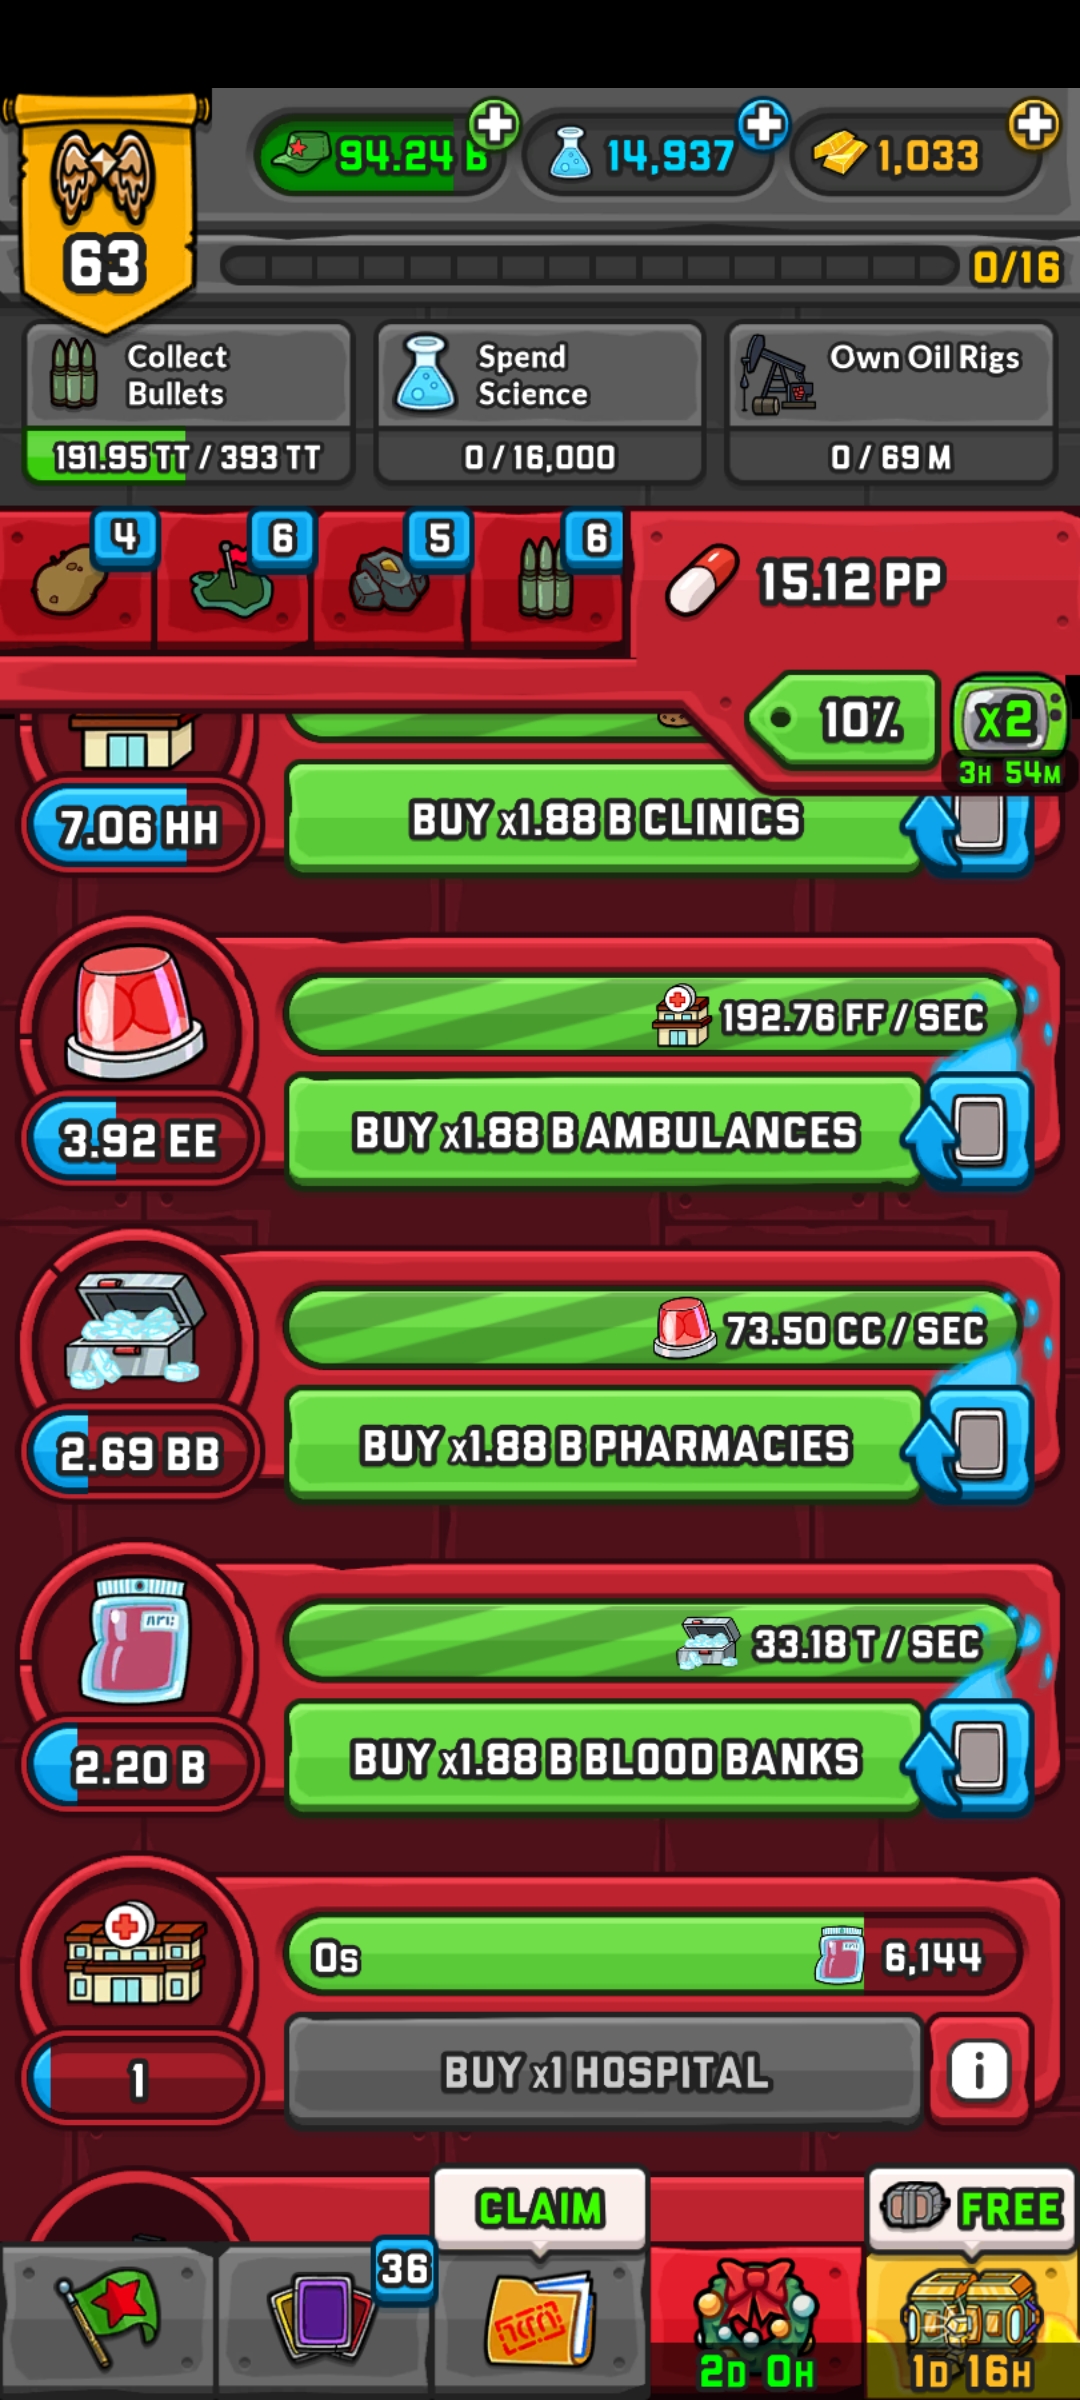 94.24 B
14,937
1,033
63
0/16
Collect
Bullets
191.95 TT / 393 TT
Spend
Science
0 / 16,000
Own Oil Rigs
0 / 69 M
4
6
5
6
15.12 PP
10%
x2
3H 54M
7.06 HH
BUY x1.88 B CLINICS
192.76 FF / SEC
3.92 EE
BUY x1.88 B AMBULANCES
73.50 CC / SEC
2.69 BB
BUY x1.88 B PHARMACIES
33.18 T / SEC
2.20 B
BUY x1.88 B BLOOD BANKS
0s
6,144
1
BUY x1 HOSPITAL
i
CLAIM
FREE
36
2D 0H
1D 16H